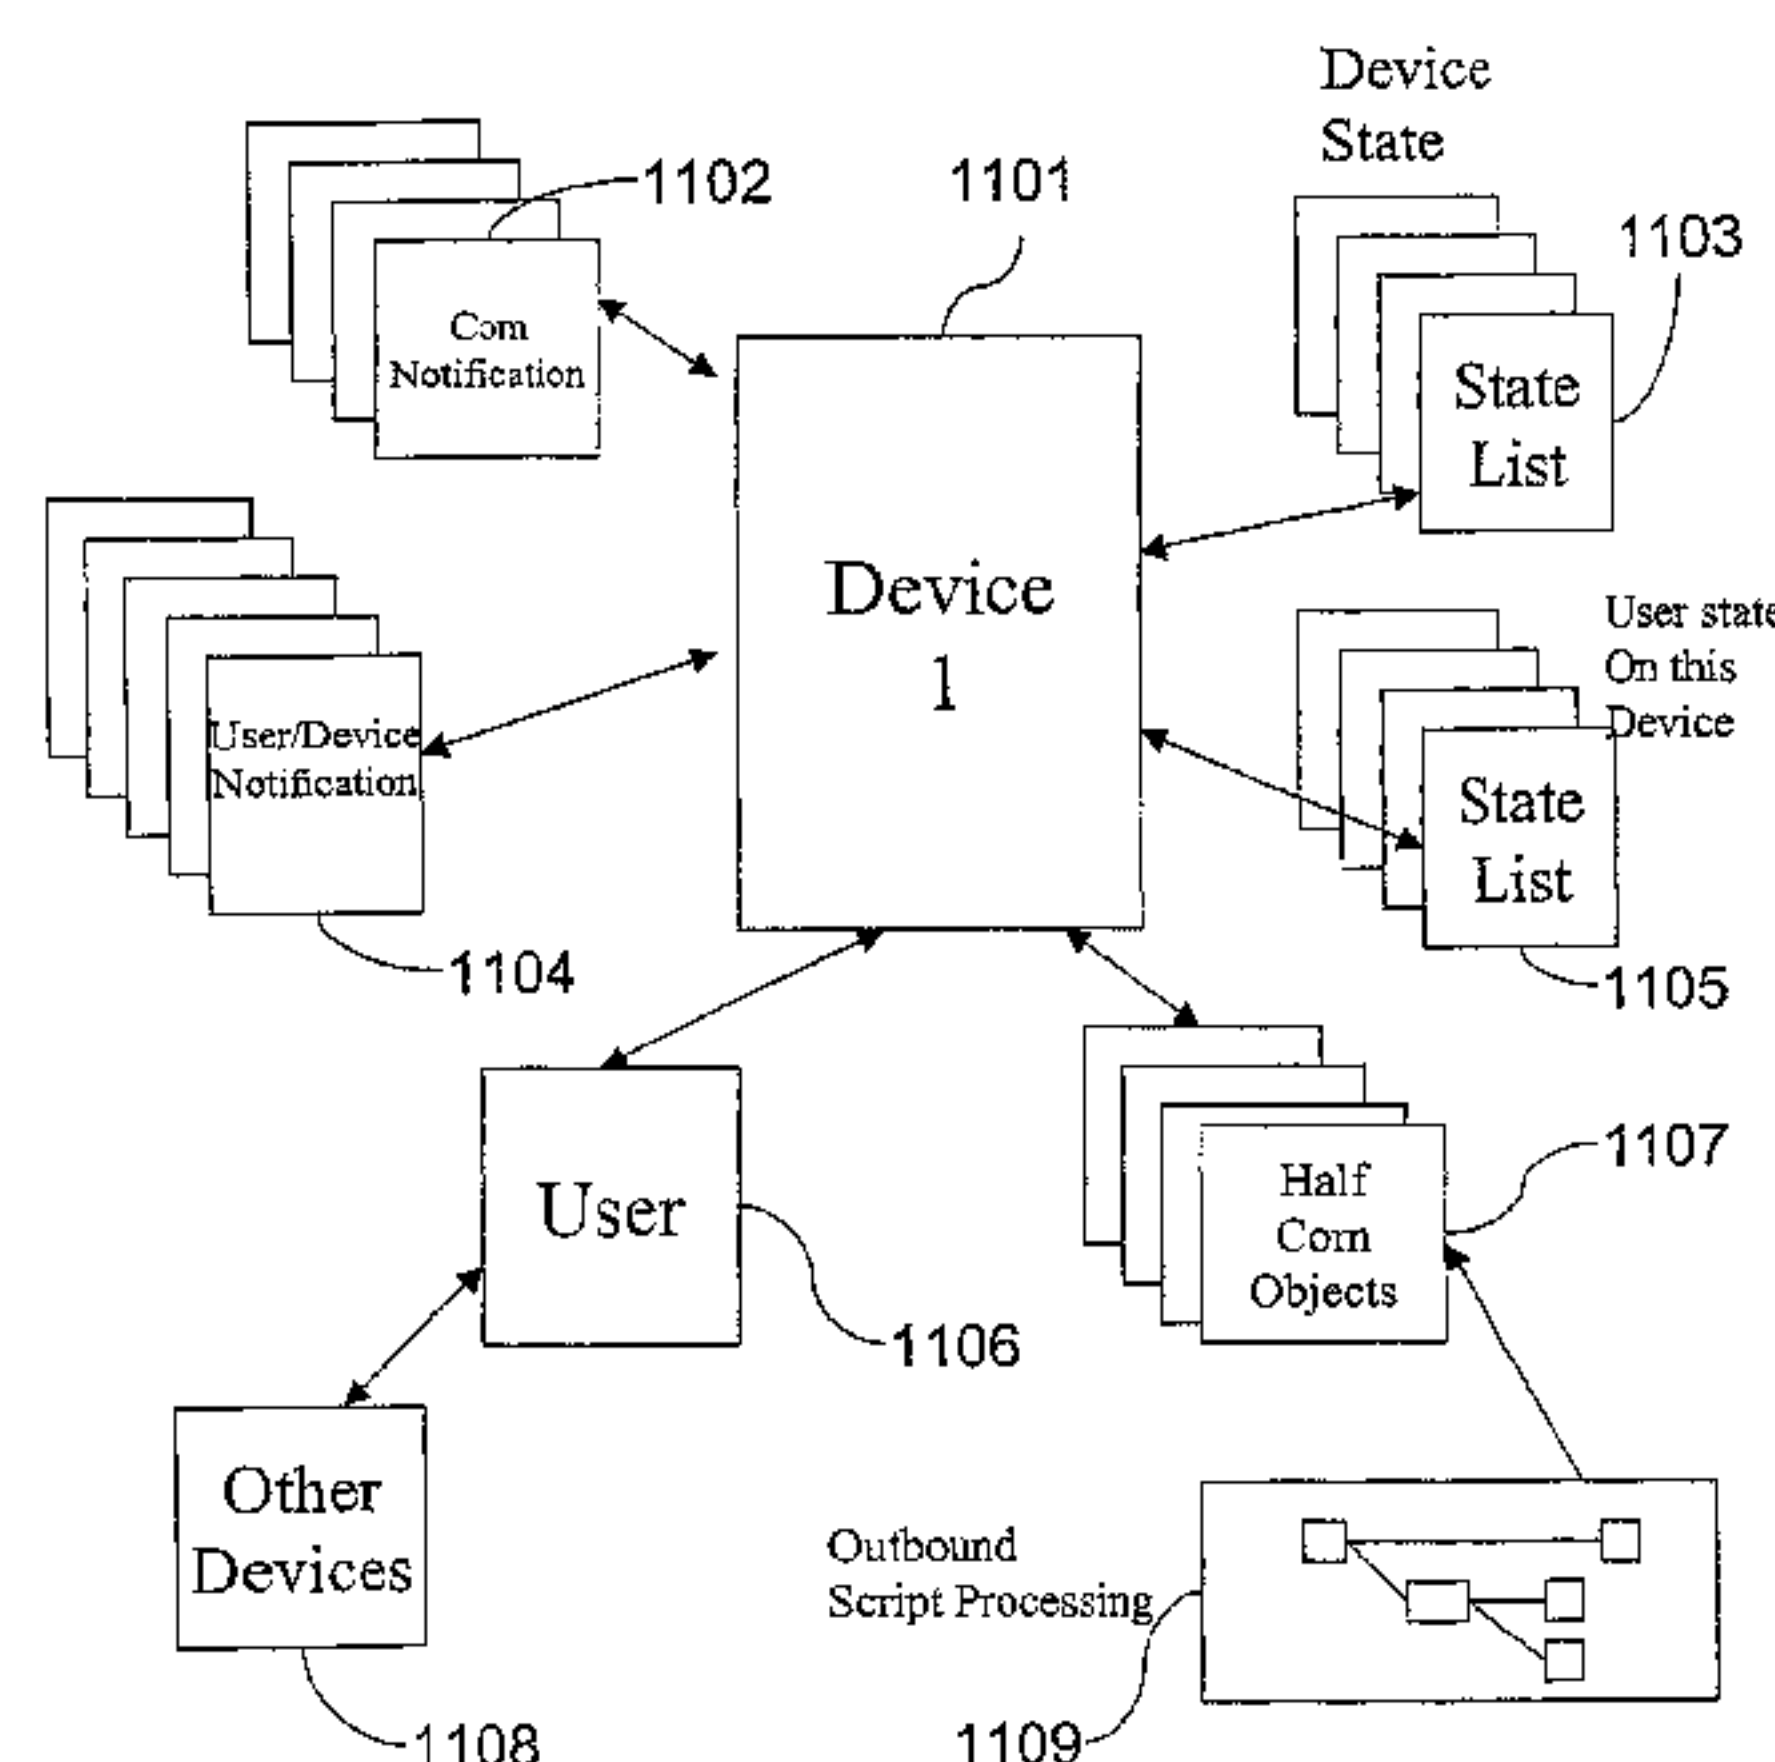 Device
State
1102
1101
1103
Com
Notification
State
List
Device
1
User state
On this
Device
User/Device
Notification
State
List
1104
1105
1107
Half
Com
Objects
User
1106
Other
Devices
Outbound
Script Processing
1108
1109